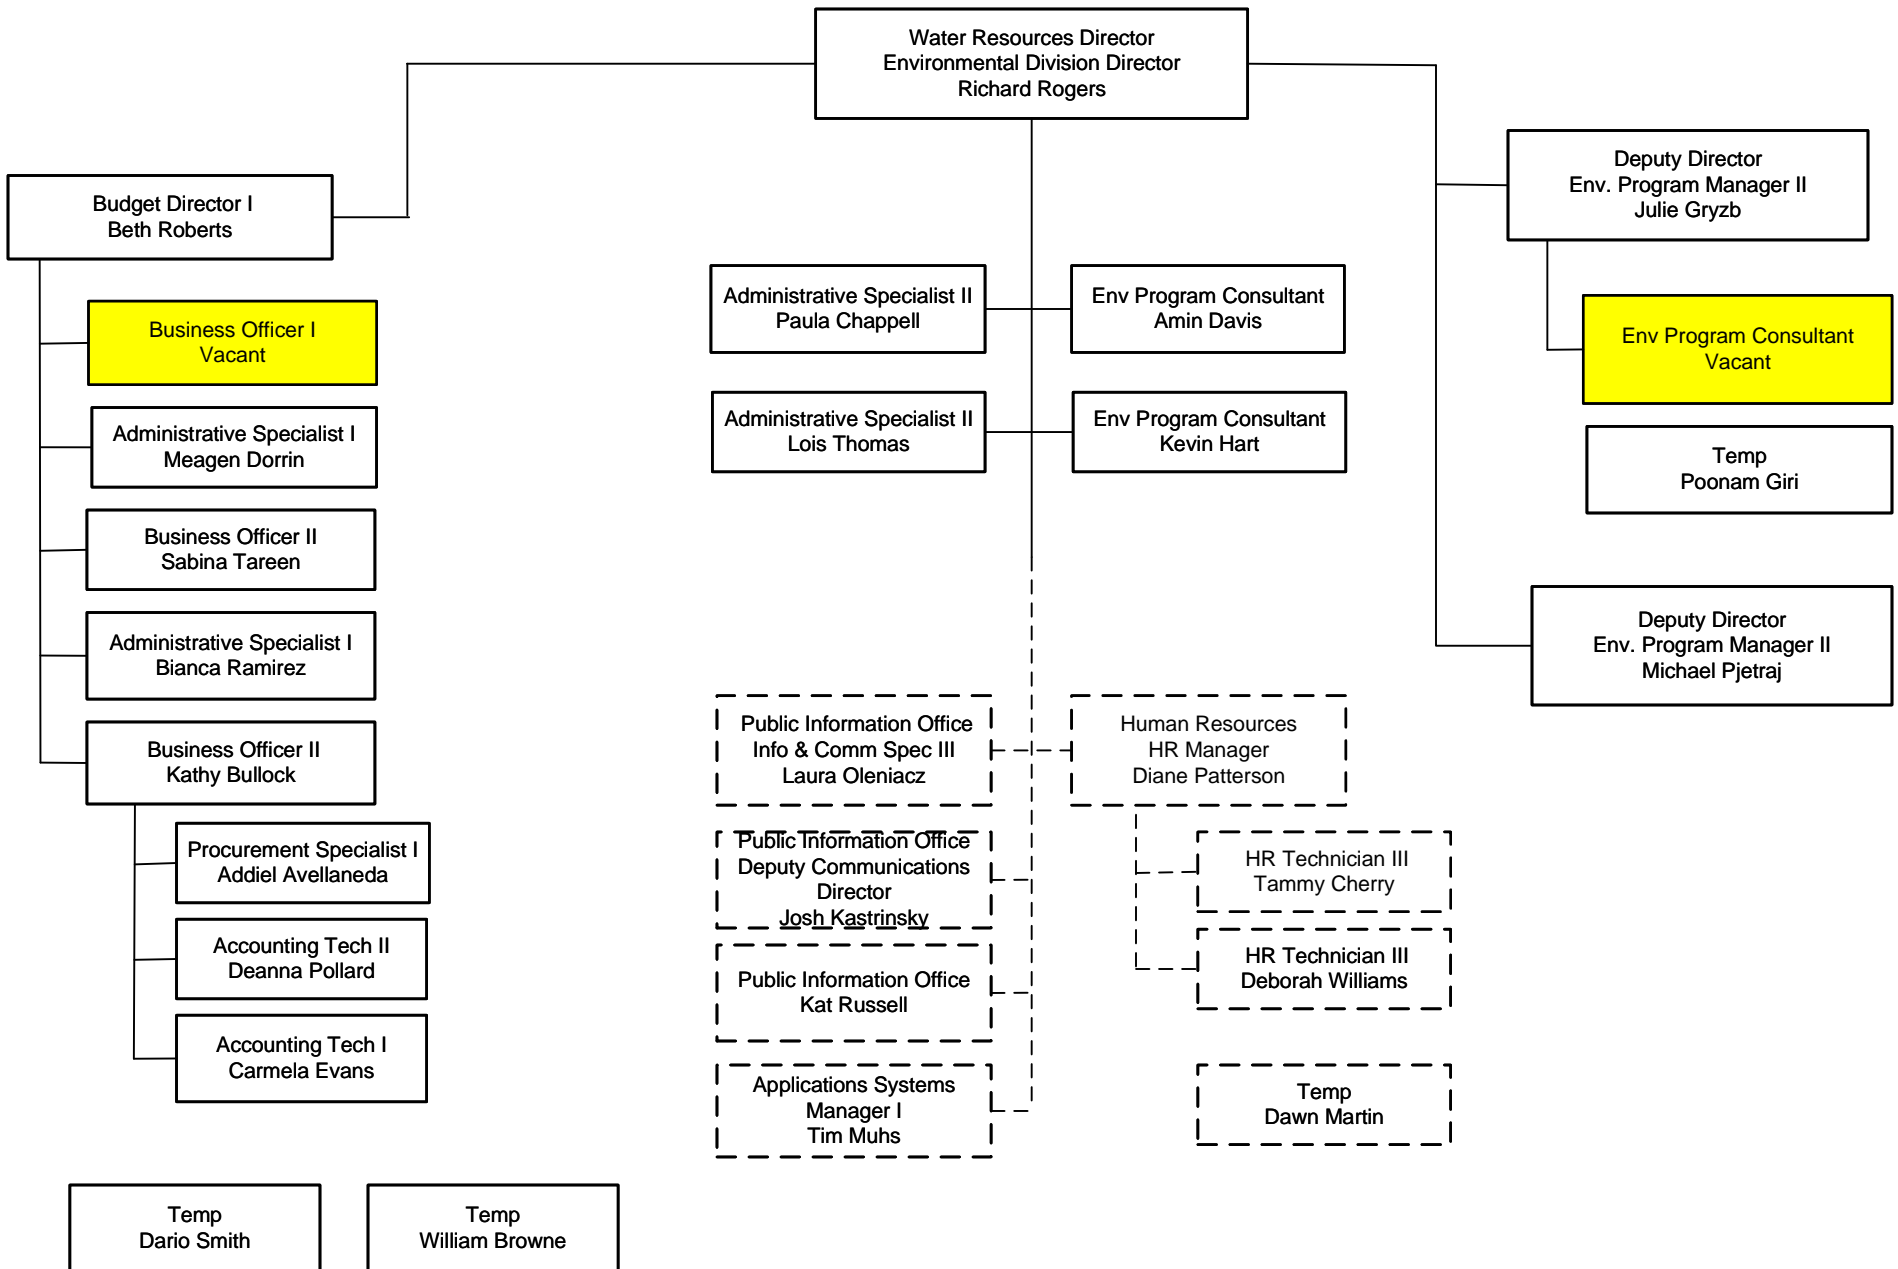 Water Resources Director
Environmental Division Director
Richard Rogers
Budget Director I
Beth Roberts
Business Officer I
Vacant
Administrative Specialist I
Meagen Dorrin
Business Officer II
Sabina Tareen
Administrative Specialist I
Bianca Ramirez
Business Officer II
Kathy Bullock
Procurement Specialist I
Addiel Avellaneda
Accounting Tech II
Deanna Pollard
Accounting Tech I
Carmela Evans
Temp
Dario Smith
Temp
William Browne
Administrative Specialist II
Paula Chappell
Env Program Consultant
Amin Davis
Administrative Specialist II
Lois Thomas
Env Program Consultant
Kevin Hart
Public Information Office
Info & Comm Spec III
Laura Oleniacz
Human Resources
HR Manager
Diane Patterson
Public Information Office
Deputy Communications
Director
Josh Kastrinsky
HR Technician III
Tammy Cherry
Public Information Office
Kat Russell
HR Technician III
Deborah Williams
Applications Systems
Manager I
Tim Muhs
Temp
Dawn Martin
Deputy Director
Env. Program Manager II
Julie Gryzb
Env Program Consultant
Vacant
Temp
Poonam Giri
Deputy Director
Env. Program Manager II
Michael Pjetraj